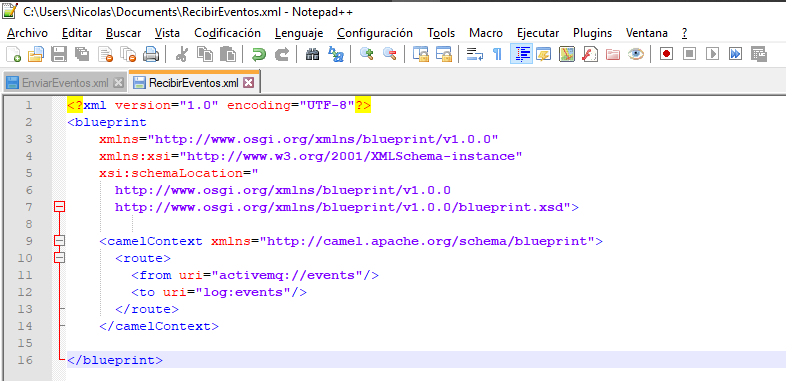 C:\Users\Nicolas\Documents\RecibirEventos.xml - Notepad++
Archivo Editar Buscar Vista Codificación Lenguaje Configuración Tools Macro Ejecutar Plugins Ventana ?
EnviarEventos.xml RecibirEventos.xml
1 <?xml version="1.0" encoding="UTF-8"?>
2 <blueprint
3 xmlns="http://www.osgi.org/xmlns/blueprint/v1.0.0"
4 xmlns:xsi="http://www.w3.org/2001/XMLSchema-instance"
5 xsi:schemaLocation="
6 http://www.osgi.org/xmlns/blueprint/v1.0.0
7 http://www.osgi.org/xmlns/blueprint/v1.0.0/blueprint.xsd">
8
9 <camelContext xmlns="http://camel.apache.org/schema/blueprint">
10 <route>
11 <from uri="activemq://events"/>
12 <to uri="log:events"/>
13 </route>
14 </camelContext>
15
16 </blueprint>